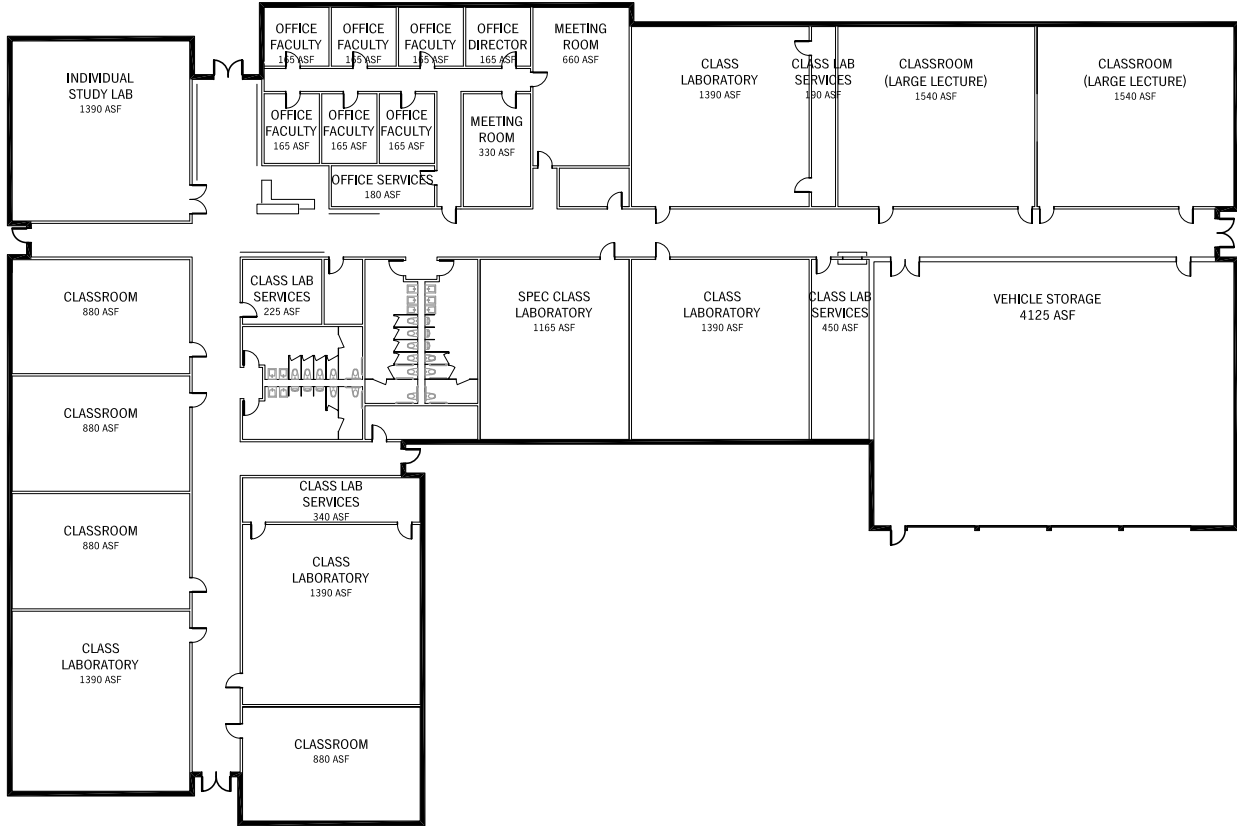 OFFICE
FACULTY
165 ASF
OFFICE
FACULTY
165 ASF
OFFICE
FACULTY
165 ASF
OFFICE
DIRECTOR
165 ASF
MEETING
ROOM
660 ASF
INDIVIDUAL
STUDY LAB
1390 ASF
CLASS
LABORATORY
1390 ASF
CLASS LAB
SERVICES
190 ASF
CLASSROOM
(LARGE LECTURE)
1540 ASF
CLASSROOM
(LARGE LECTURE)
1540 ASF
OFFICE
FACULTY
165 ASF
OFFICE
FACULTY
165 ASF
OFFICE
FACULTY
165 ASF
MEETING
ROOM
330 ASF
OFFICE SERVICES
180 ASF
CLASSROOM
880 ASF
CLASS LAB
SERVICES
225 ASF
SPEC CLASS
LABORATORY
1165 ASF
CLASS
LABORATORY
1390 ASF
CLASS LAB
SERVICES
450 ASF
VEHICLE STORAGE
4125 ASF
CLASSROOM
880 ASF
CLASS LAB
SERVICES
340 ASF
CLASSROOM
880 ASF
CLASS
LABORATORY
1390 ASF
CLASS
LABORATORY
1390 ASF
CLASSROOM
880 ASF